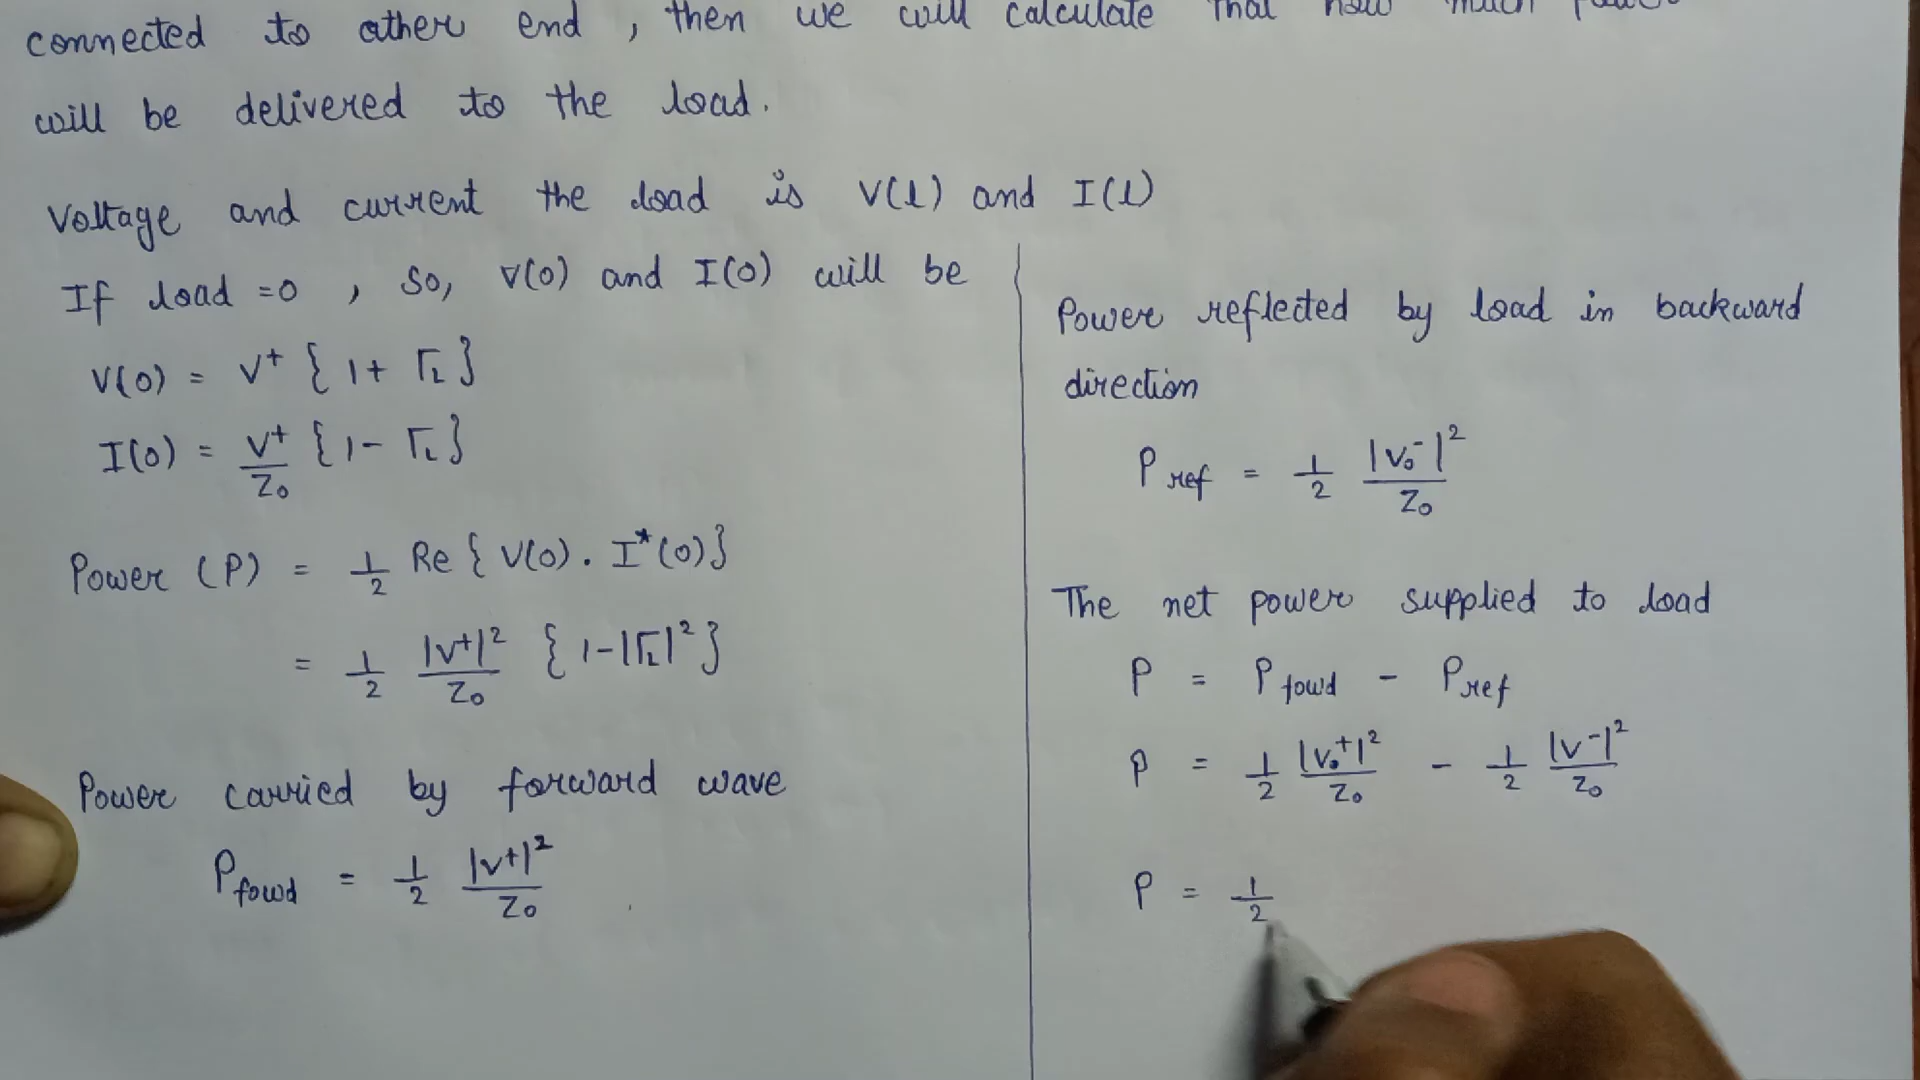 connected to other end , then we will calculate that how much
will be delivered to the load.
Voltage and current the load is V(l) and I(l)
If load =0 , So, V(0) and I(0) will be
V(0) = V⁺ { 1 + Γ_L }
I(0) = V⁺/Z₀ { 1 - Γ_L }
Power (P) = 1/2 Re { V(0) . I*(0)}
= 1/2 |V⁺|²/Z₀ { 1-|Γ_L|² }
Power carried by forward wave
P_fowd = 1/2 |V⁺|²/Z₀
Power reflected by load in backward
direction
P_ref = 1/2 |V₀⁻|²/Z₀
The net power supplied to load
P = P_fowd - P_ref
P = 1/2 |V₀⁺|²/Z₀ - 1/2 |V⁻|²/Z₀
P = 1/2